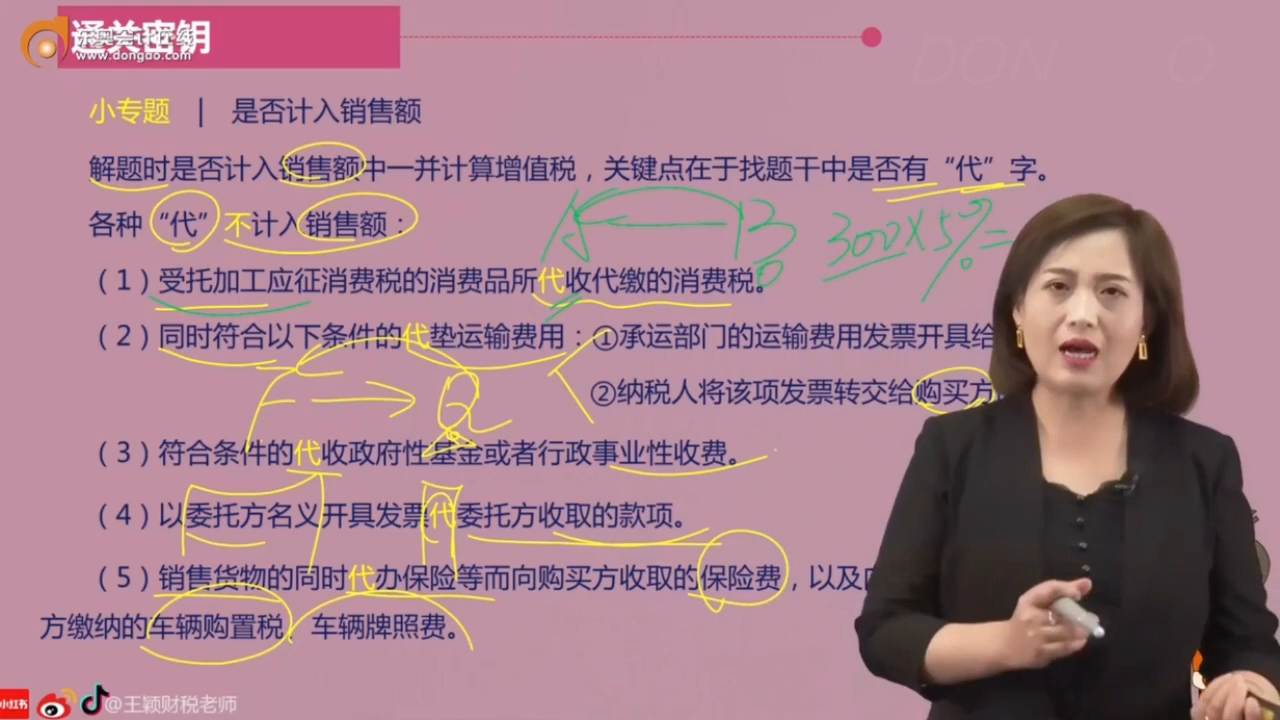 通关密钥
www.dongao.com
DON O
小专题 | 是否计入销售额
解题时是否计入销售额中一并计算增值税，关键点在于找题干中是否有“代”字。
各种“代”不计入销售额：
A B 300×5%=
（1）受托加工应征消费税的消费品所代收代缴的消费税。
（2）同时符合以下条件的代垫运输费用：①承运部门的运输费用发票开具给
②纳税人将该项发票转交给购买方
（3）符合条件的代收政府性基金或者行政事业性收费。
（4）以委托方名义开具发票代委托方收取的款项。
（5）销售货物的同时代办保险等而向购买方收取的保险费，以及
方缴纳的车辆购置税、车辆牌照费。
小红书 @王颖财税老师